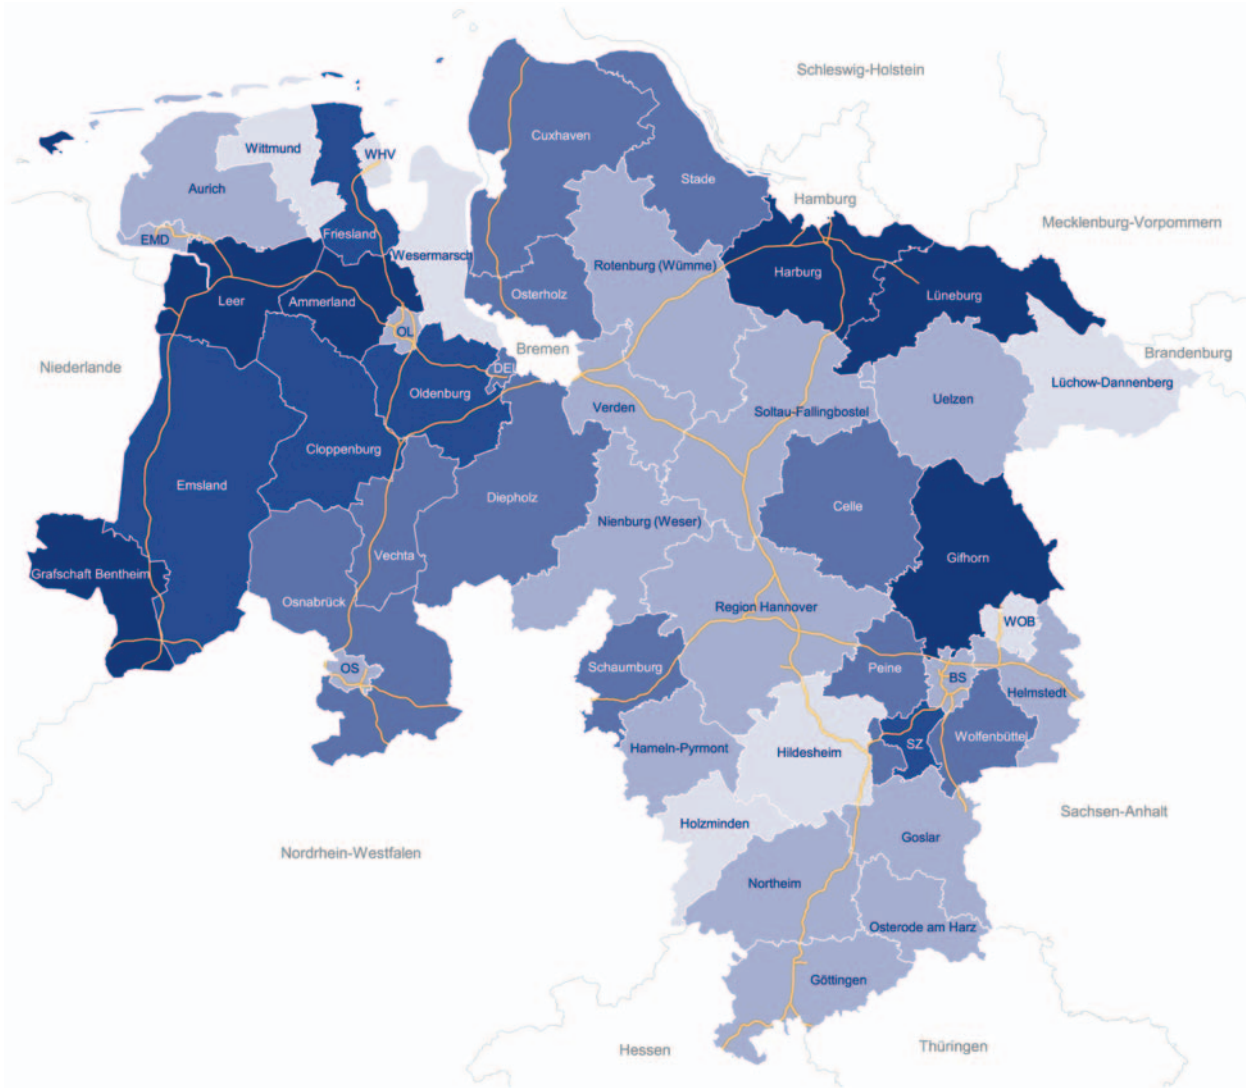 Schleswig-Holstein
Cuxhaven
Wittmund
WHV
Stade
Aurich
Hamburg
Mecklenburg-Vorpommern
EMD
Friesland
Wesermarsch
Rotenburg (Wümme)
Harburg
Leer
Ammerland
Osterholz
Lüneburg
OL
Bremen
Niederlande
Brandenburg
DEL
Lüchow-Dannenberg
Oldenburg
Uelzen
Verden
Soltau-Fallingbostel
Cloppenburg
Emsland
Diepholz
Celle
Nienburg (Weser)
Vechta
Gifhorn
Grafschaft Bentheim
Osnabrück
Region Hannover
WOB
OS
Schaumburg
Peine
BS
Helmstedt
Wolfenbüttel
SZ
Hameln-Pyrmont
Hildesheim
Sachsen-Anhalt
Holzminden
Goslar
Nordrhein-Westfalen
Northeim
Osterode am Harz
Göttingen
Hessen
Thüringen